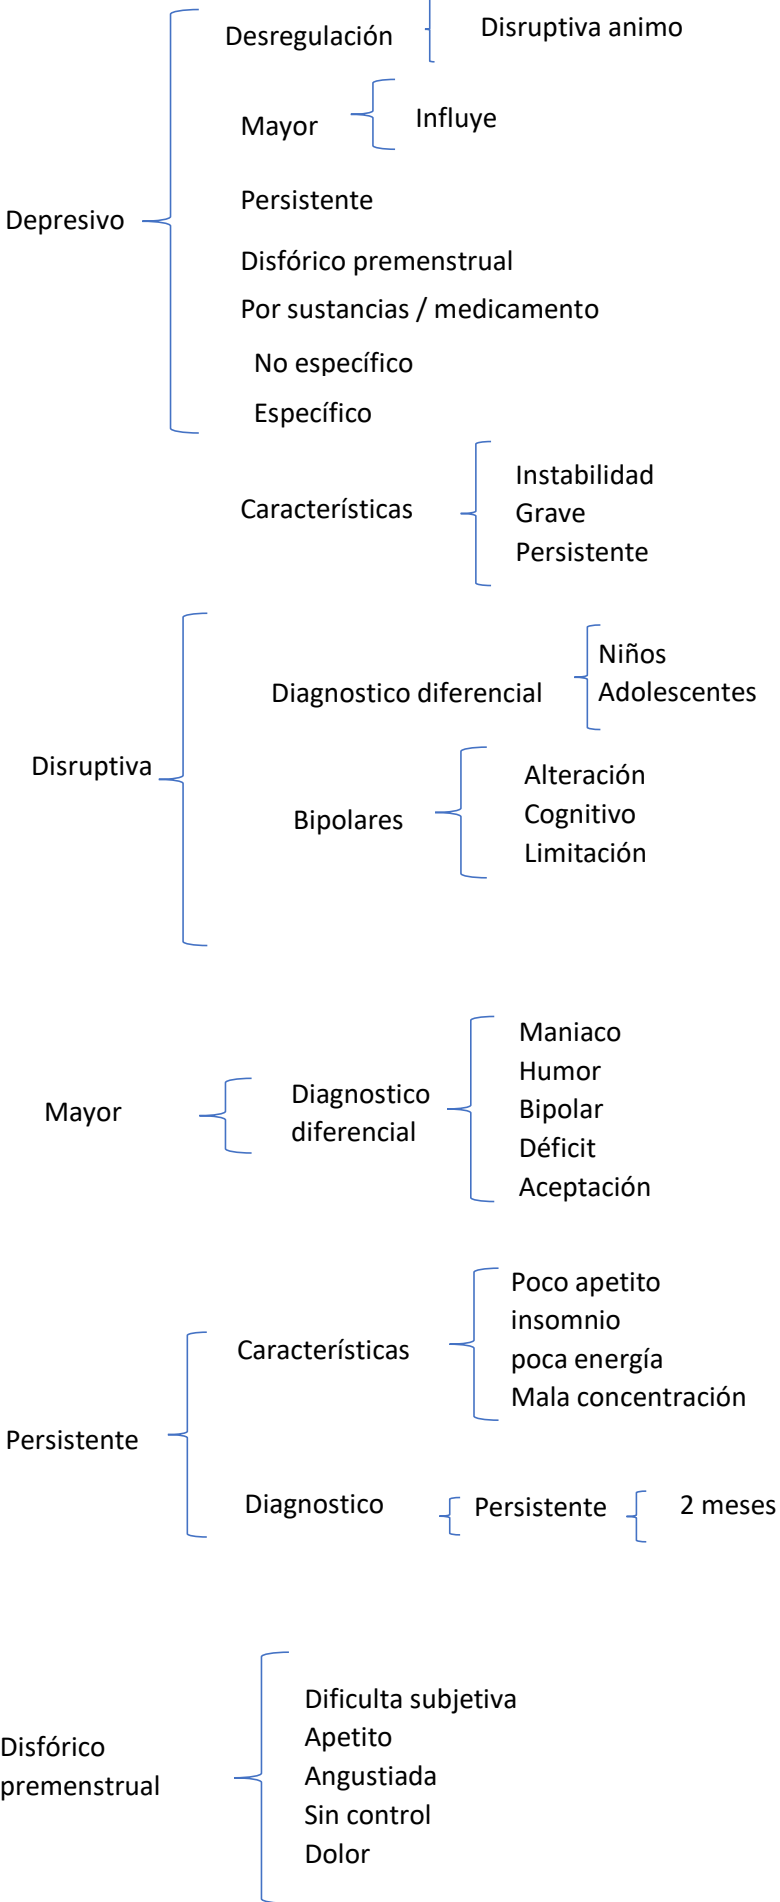 Desregulación
Disruptiva animo
Mayor
Influye
Depresivo
Persistente
Disfórico premenstrual
Por sustancias / medicamento
No específico
Específico
Característícas
Instabilidad
Grave
Persistente
Disruptiva
Diagnostico diferencial
Niños
Adolescentes
Bipolares
Alteración
Cognitivo
Limitación
Mayor
Diagnostico
diferencial
Maniaco
Humor
Bipolar
Déficit
Aceptación
Persistente
Característícas
Poco apetito
insomnio
poca energía
Mala concentración
Diagnostico
Persistente
2 meses
Disfórico
premenstrual
Dificulta subjetiva
Apetito
Angustiada
Sin control
Dolor